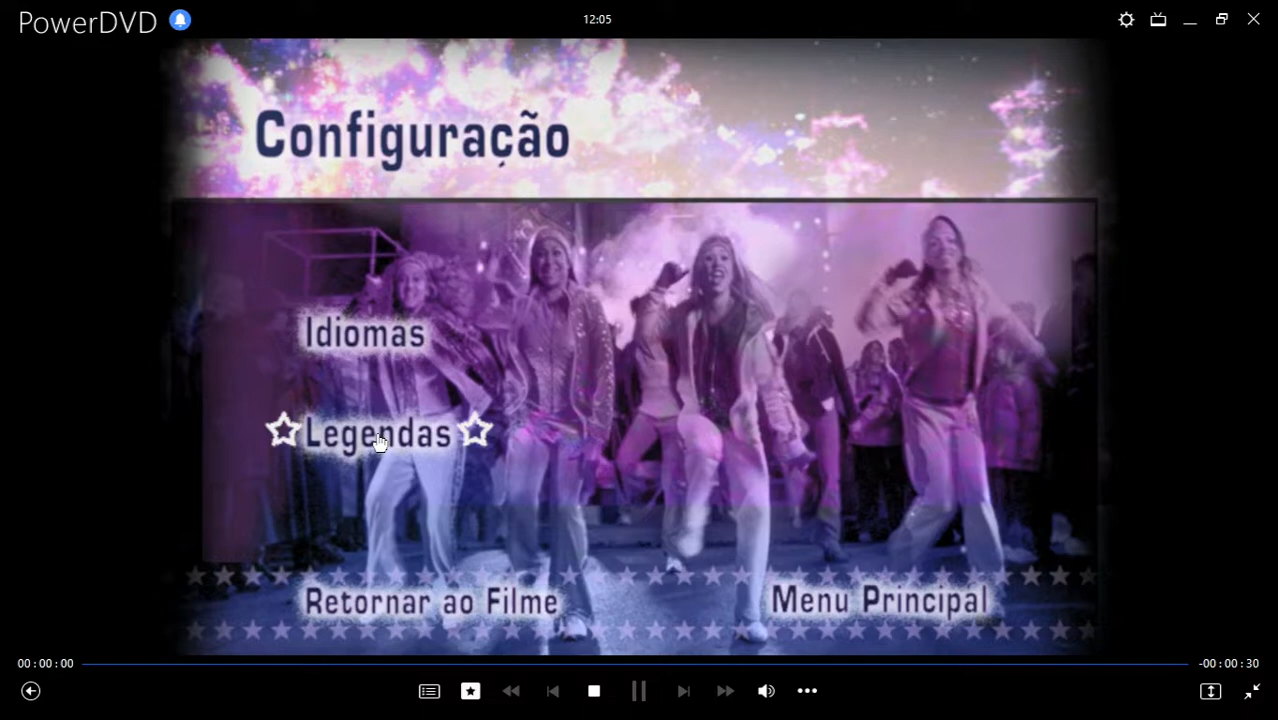 PowerDVD
12:05
Configuração
Idiomas
Legendas
Retornar ao Filme
Menu Principal
00:00:00
-00:00:30